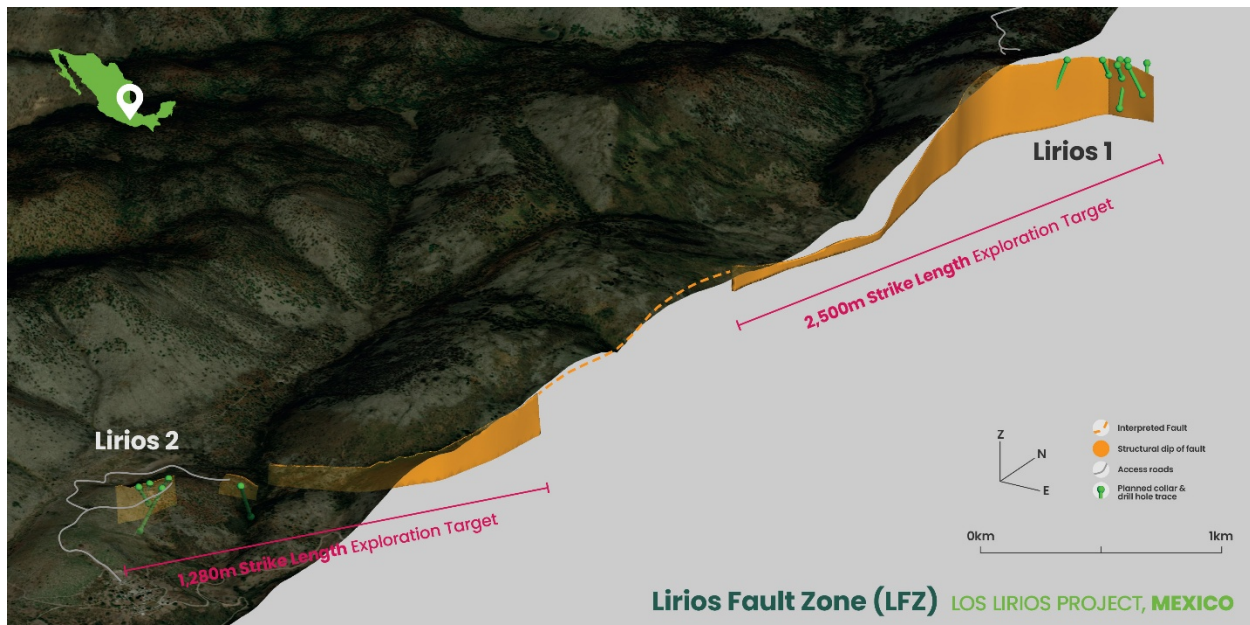 Lirios 1
2,500m Strike Length Exploration Target
Lirios 2
1,280m Strike Length Exploration Target
Z
N
E
Interpreted Fault
Structural dip of fault
Access roads
Planned collar &
drill hole trace
0km
1km
Lirios Fault Zone (LFZ) LOS LIRIOS PROJECT, MEXICO